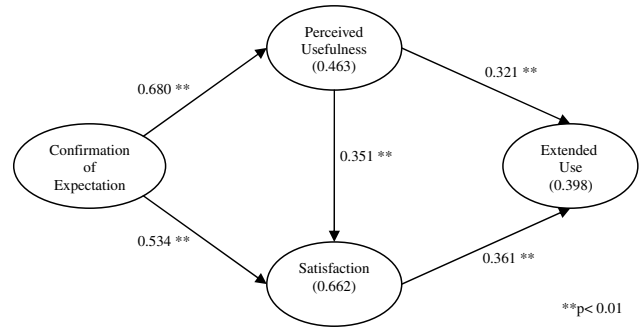 Perceived
Usefulness
(0.463)
0.680 **
0.321 **
Confirmation
of
Expectation
0.351 **
Extended
Use
(0.398)
0.534 **
Satisfaction
(0.662)
0.361 **
**p< 0.01